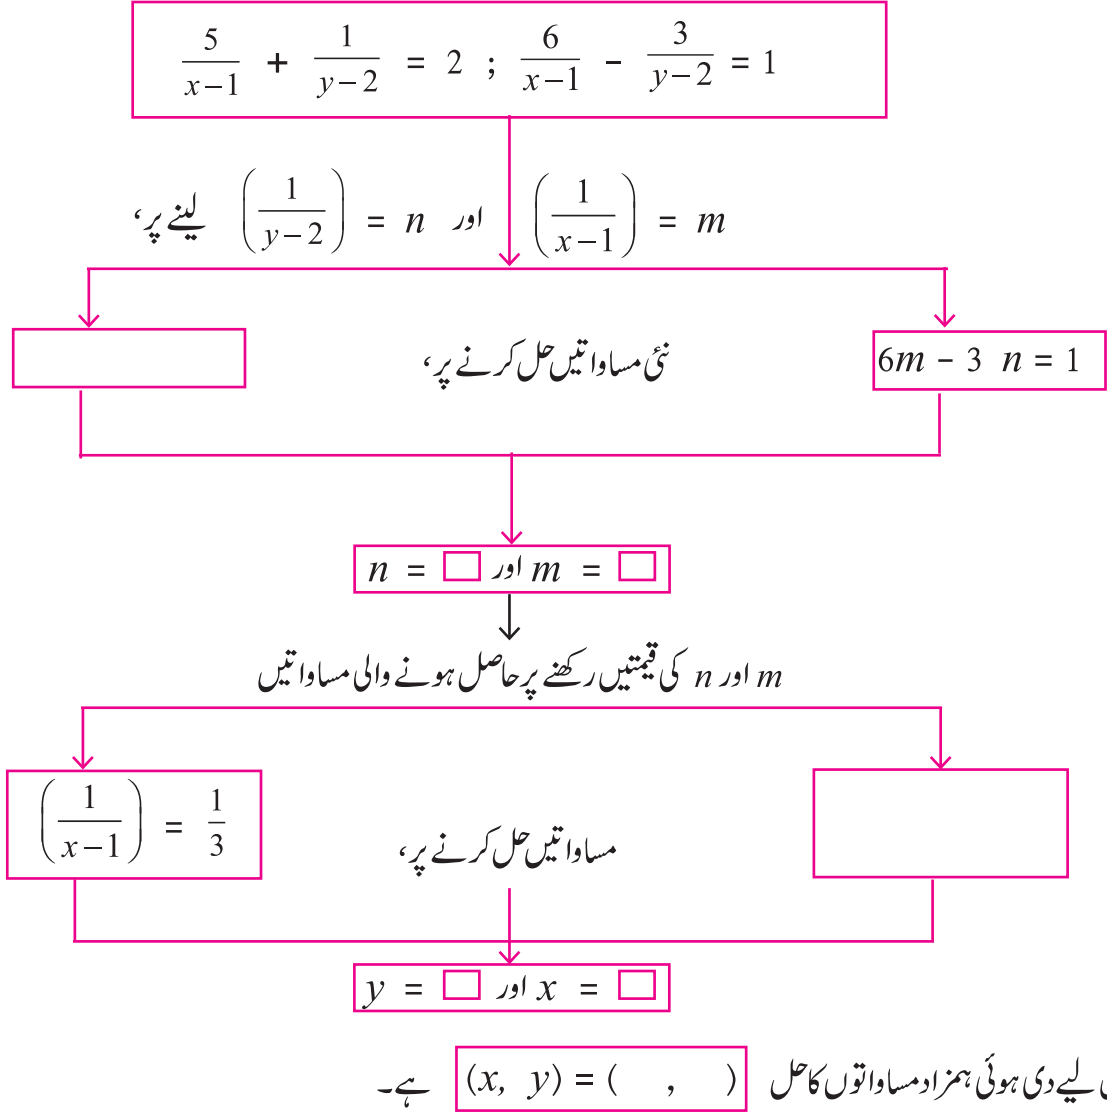 5/(x−1) + 1/(y−2) = 2 ; 6/(x−1) − 3/(y−2) = 1
(1/(x−1)) = m اور (1/(y−2)) = n لینے پر،
6m − 3 n = 1
نئی مساواتیں حل کرنے پر،
m = □ اور n = □
m اور n کی قیمتیں رکھنے پر حاصل ہونے والی مساواتیں
(1/(x−1)) = 1/3
مساواتیں حل کرنے پر،
x = □ اور y = □
لیے دی ہوئی ہمزاد مساواتوں کا حل (x, y) = ( , ) ہے۔